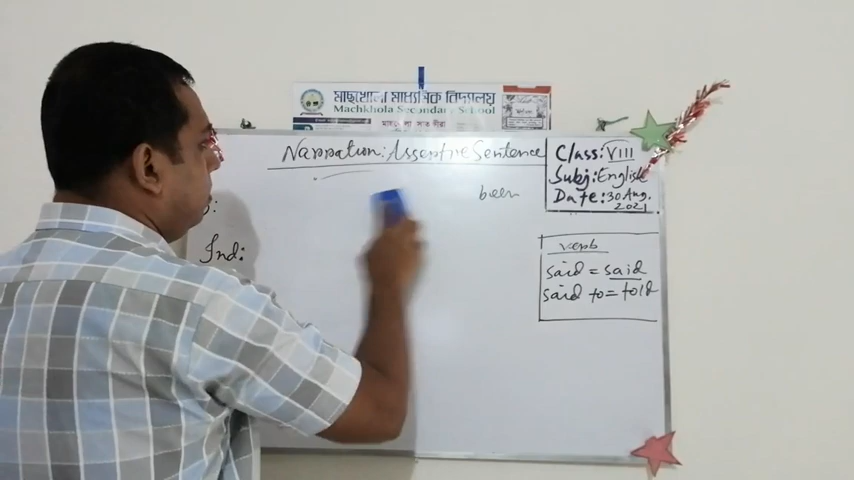 মাছখোলা মাধ্যমিক বিদ্যালয়
Machkhola Secondary School
Narration: Assertive Sentence
Class: VIII
Subj: English
Date: 30 Aug. 2021
been
Ind:
verb
said = said
said to = told